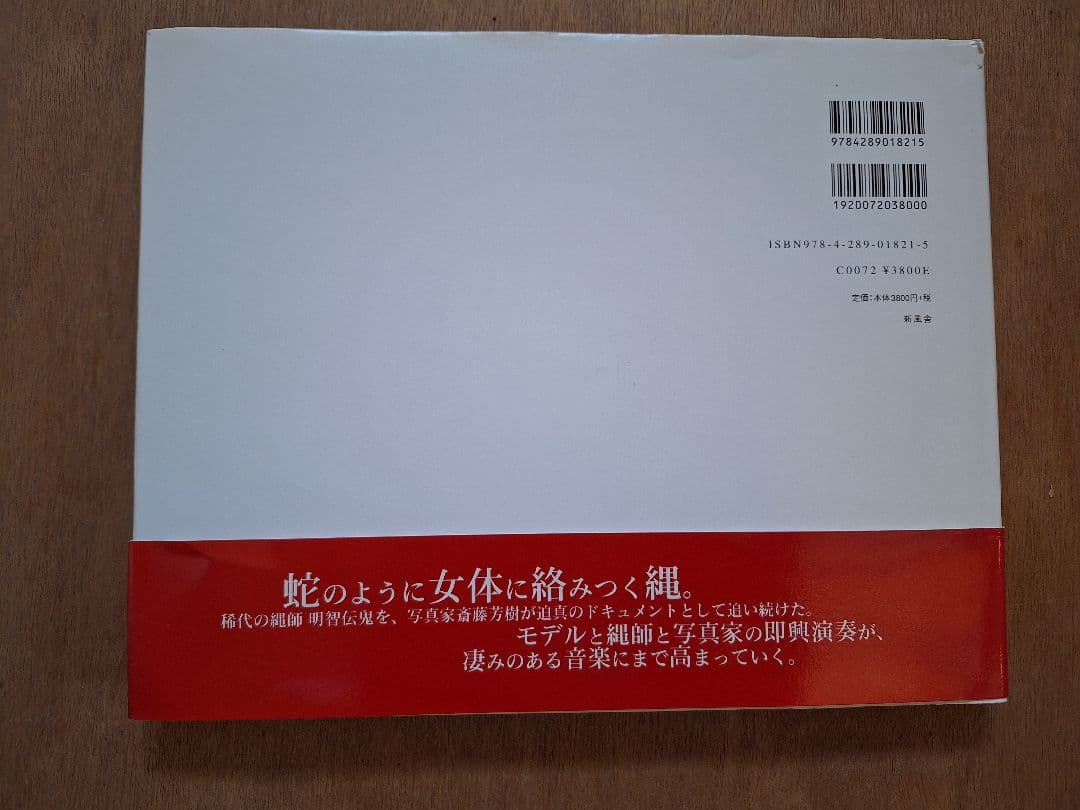 9784289018215
1920072038000
ISBN978-4-289-01821-5
C0072 ¥3800E
定価:本体3800円+税
新風舎
蛇のように女体に絡みつく縄。
稀代の縄師 明智伝鬼を、写真家斎藤芳樹が迫真のドキュメントとして追い続けた。
モデルと縄師と写真家の即興演奏が、
凄みのある音楽にまで高まっていく。